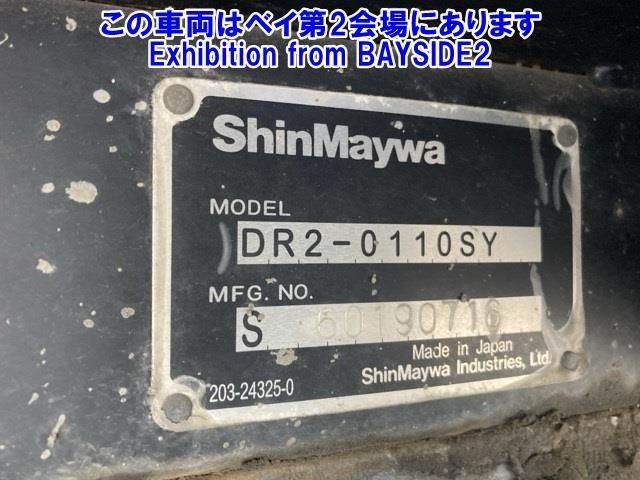 この車両はベイ第2会場にあります
Exhibition from BAYSIDE2
ShinMaywa
MODEL
DR2-0110SY
MFG. NO.
S 60190716
Made in Japan
ShinMaywa Industries, Ltd.
203-24325-0